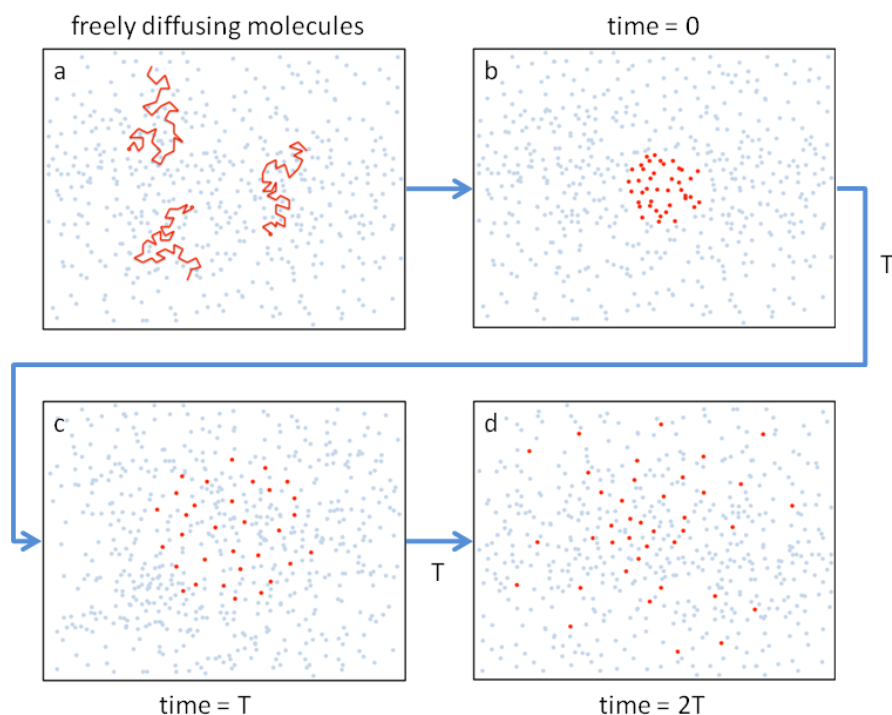 freely diffusing molecules
time = 0
a
b
T
c
d
T
time = T
time = 2T